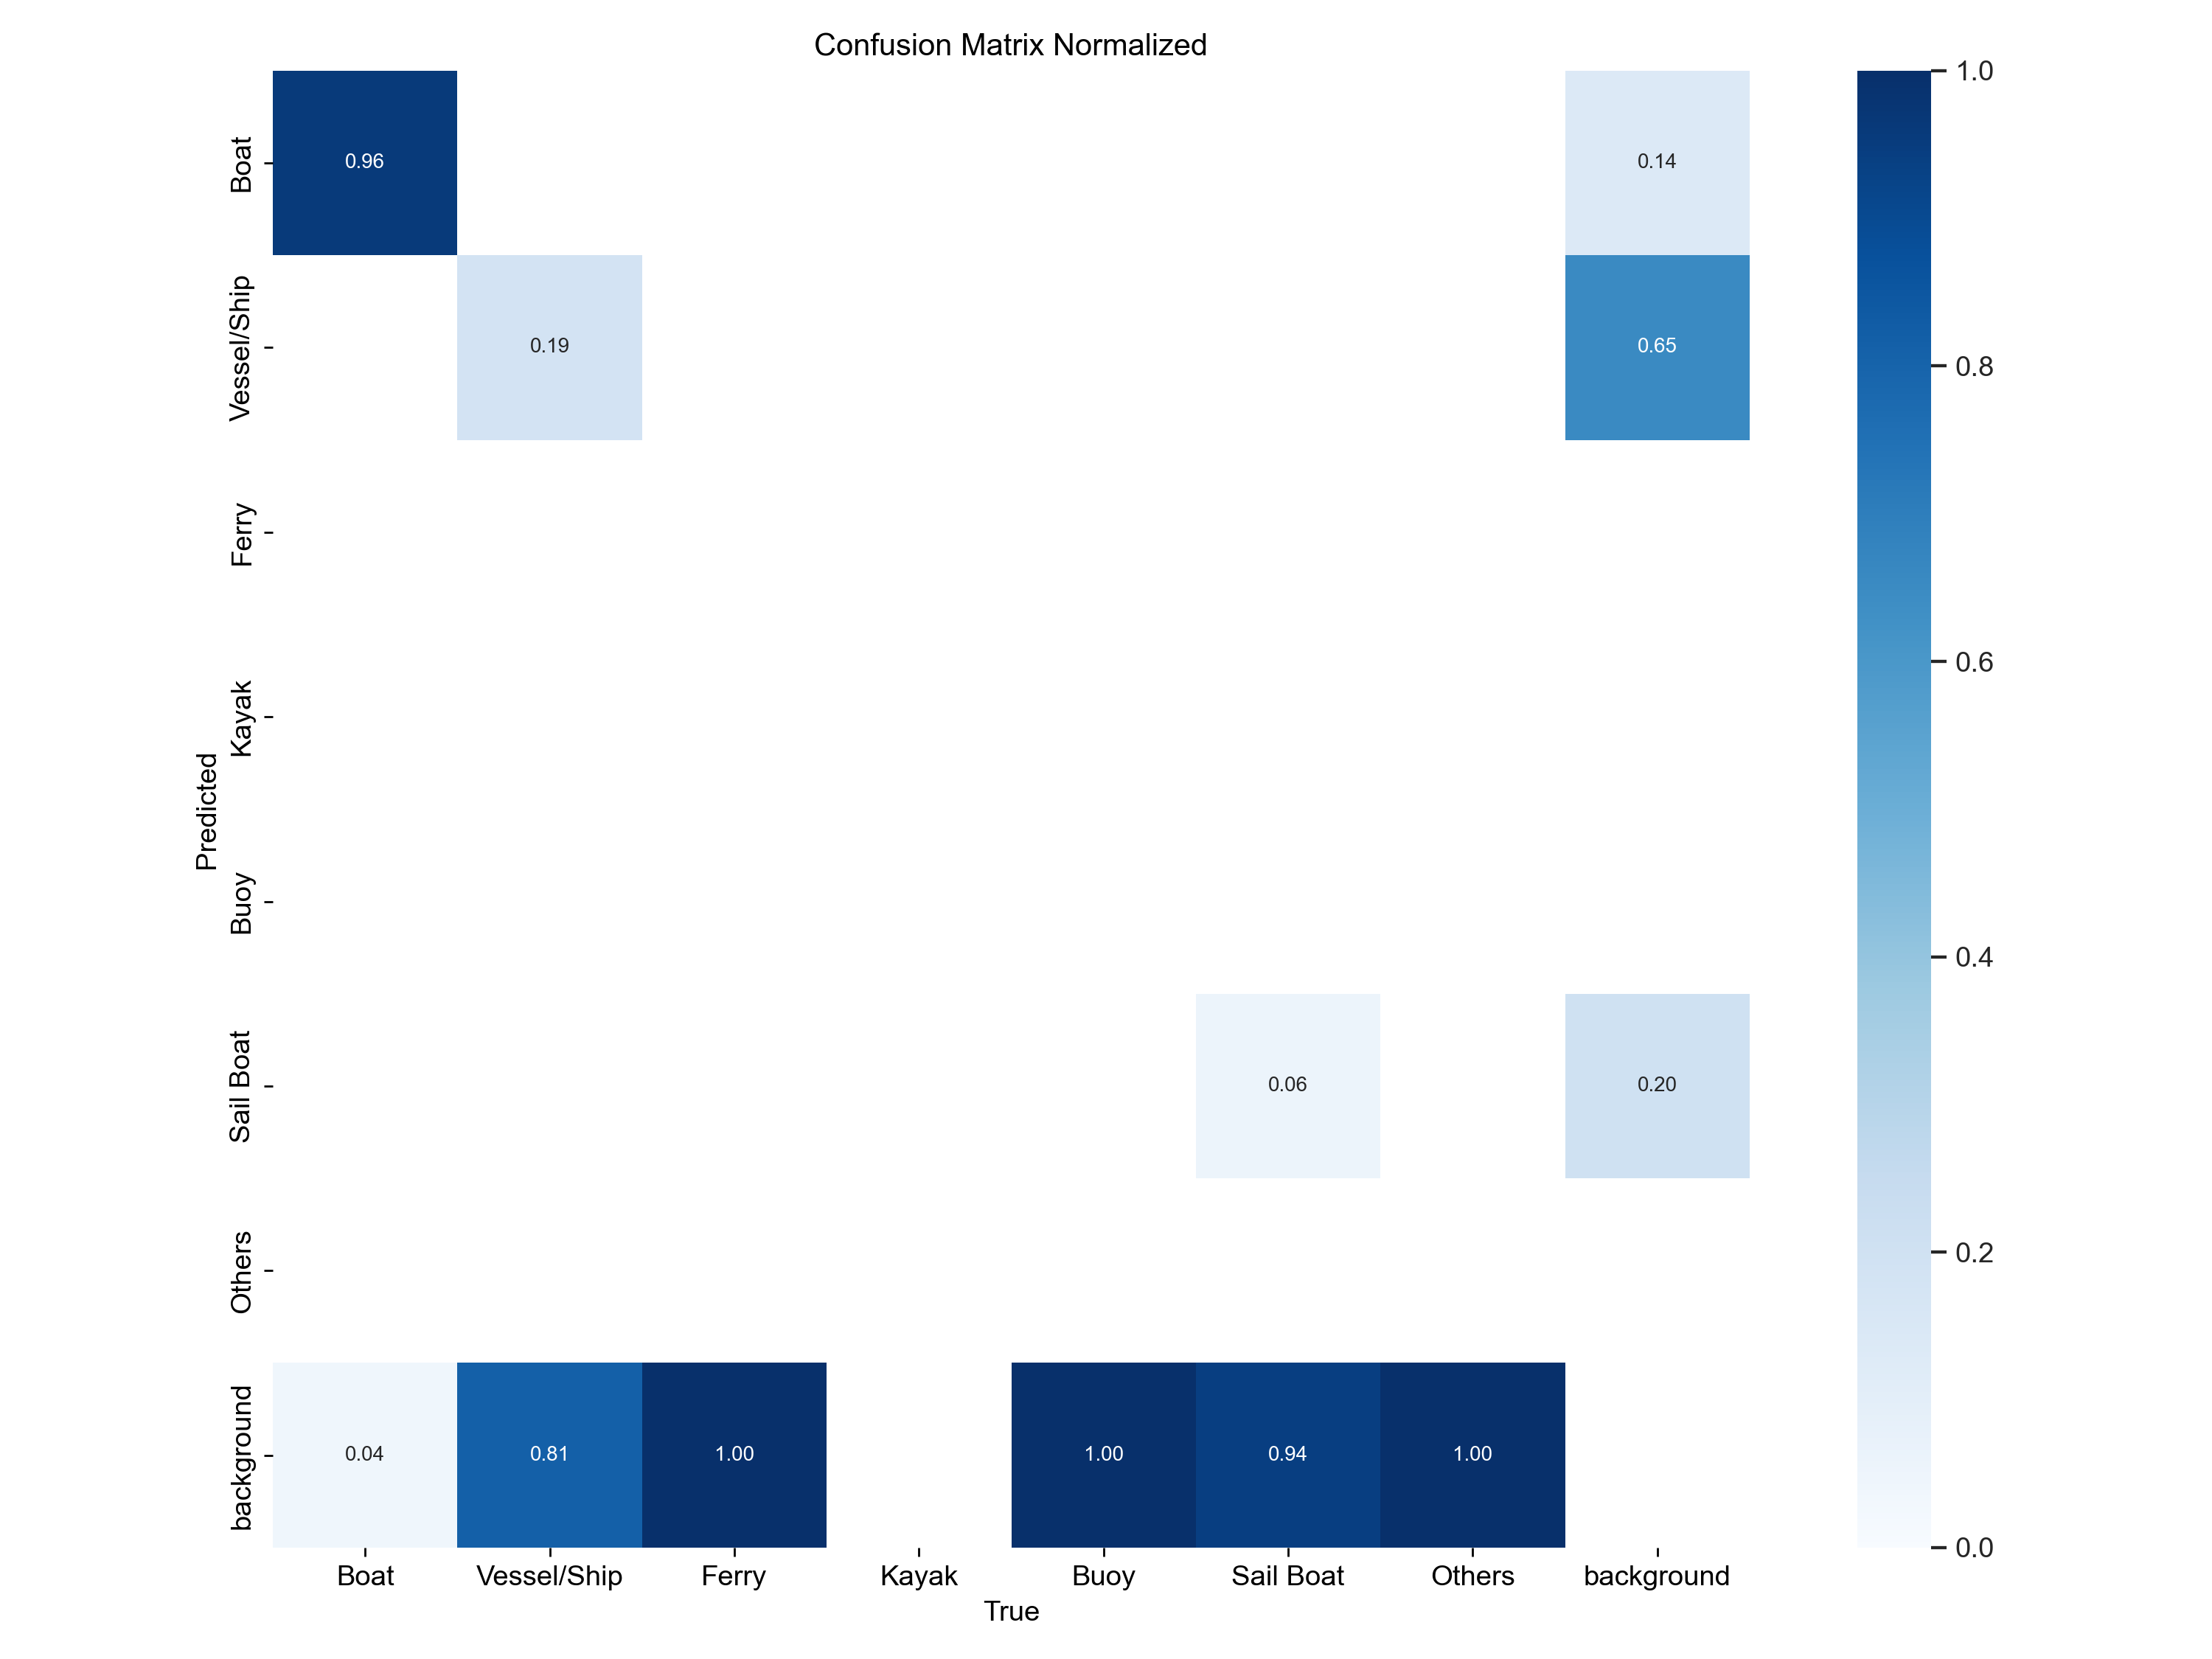 Confusion Matrix Normalized
Boat
Vessel/Ship
Ferry
Kayak
Buoy
Sail Boat
Others
background
Predicted
0.96
0.14
0.19
0.65
0.06
0.20
0.04
0.81
1.00
1.00
0.94
1.00
Boat
Vessel/Ship
Ferry
Kayak
Buoy
Sail Boat
Others
background
True
1.0
0.8
0.6
0.4
0.2
0.0